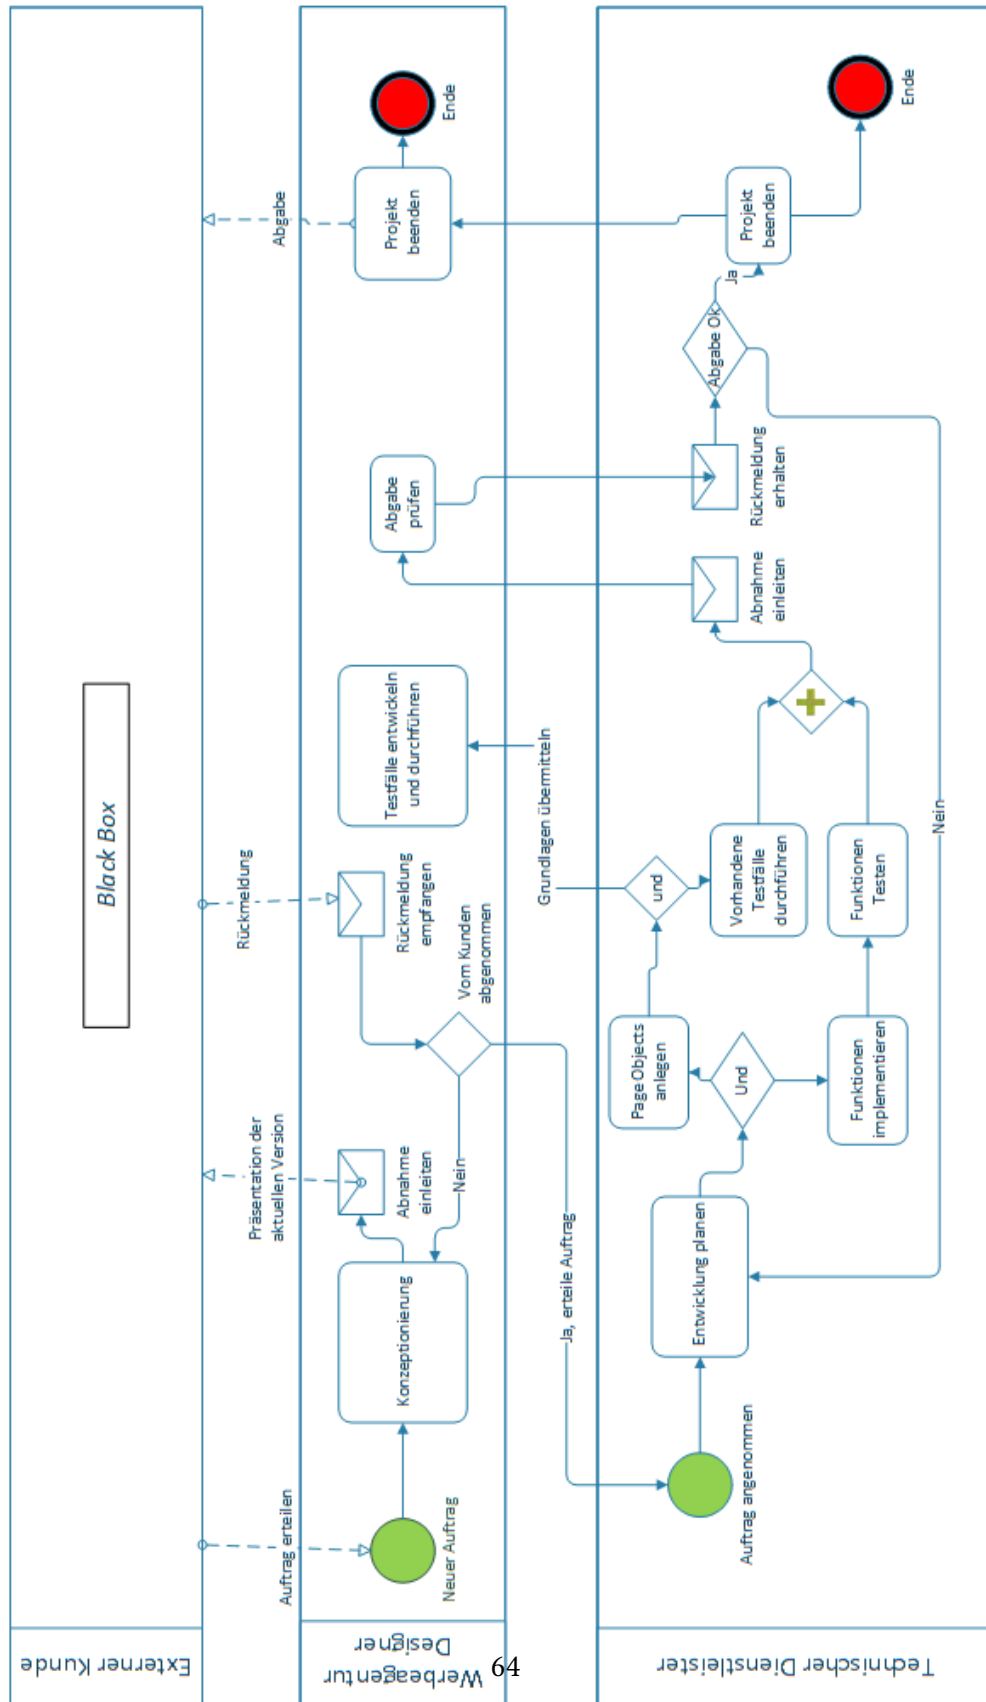 Externer Kunde
Black Box
Auftrag erteilen
Präsentation der
aktuellen Version
Rückmeldung
Abgabe
Werbeagentur
Designer
Neuer Auftrag
Konzeptionierung
Abnahme
einleiten
Nein
Rückmeldung
empfangen
Vom Kunden
abgenommen
Testfälle entwickeln
und durchführen
Abgabe
prüfen
Projekt
beenden
Ende
Ja, erteile Auftrag
Grundlagen übermitteln
Technischer Dienstleister
Auftrag angenommen
Entwicklung planen
Und
Page Objects
anlegen
Funktionen
implementieren
und
Vorhandene
Testfälle
durchführen
Funktionen
Testen
Abnahme
einleiten
Rückmeldung
erhalten
Abgabe Ok
Ja
Nein
Projekt
beenden
Ende
64